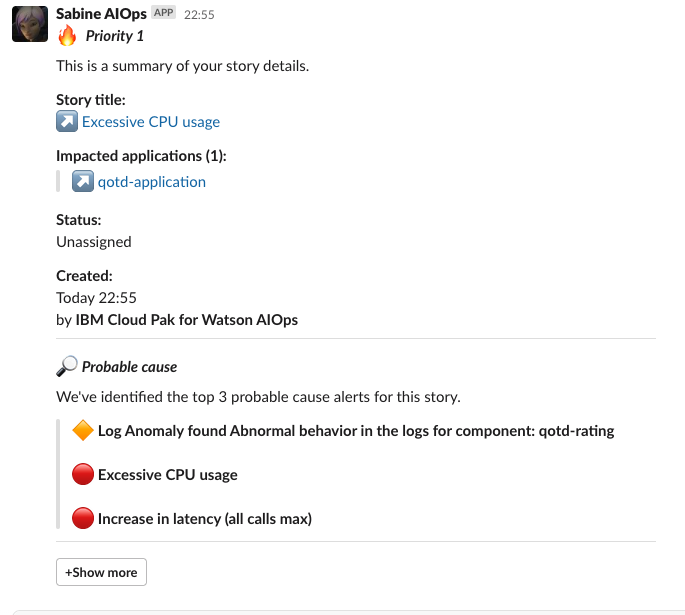 Sabine AIOps APP 22:55
Priority 1
This is a summary of your story details.
Story title:
Excessive CPU usage
Impacted applications (1):
qotd-application
Status:
Unassigned
Created:
Today 22:55
by IBM Cloud Pak for Watson AIOps
Probable cause
We've identified the top 3 probable cause alerts for this story.
Log Anomaly found Abnormal behavior in the logs for component: qotd-rating
Excessive CPU usage
Increase in latency (all calls max)
+Show more